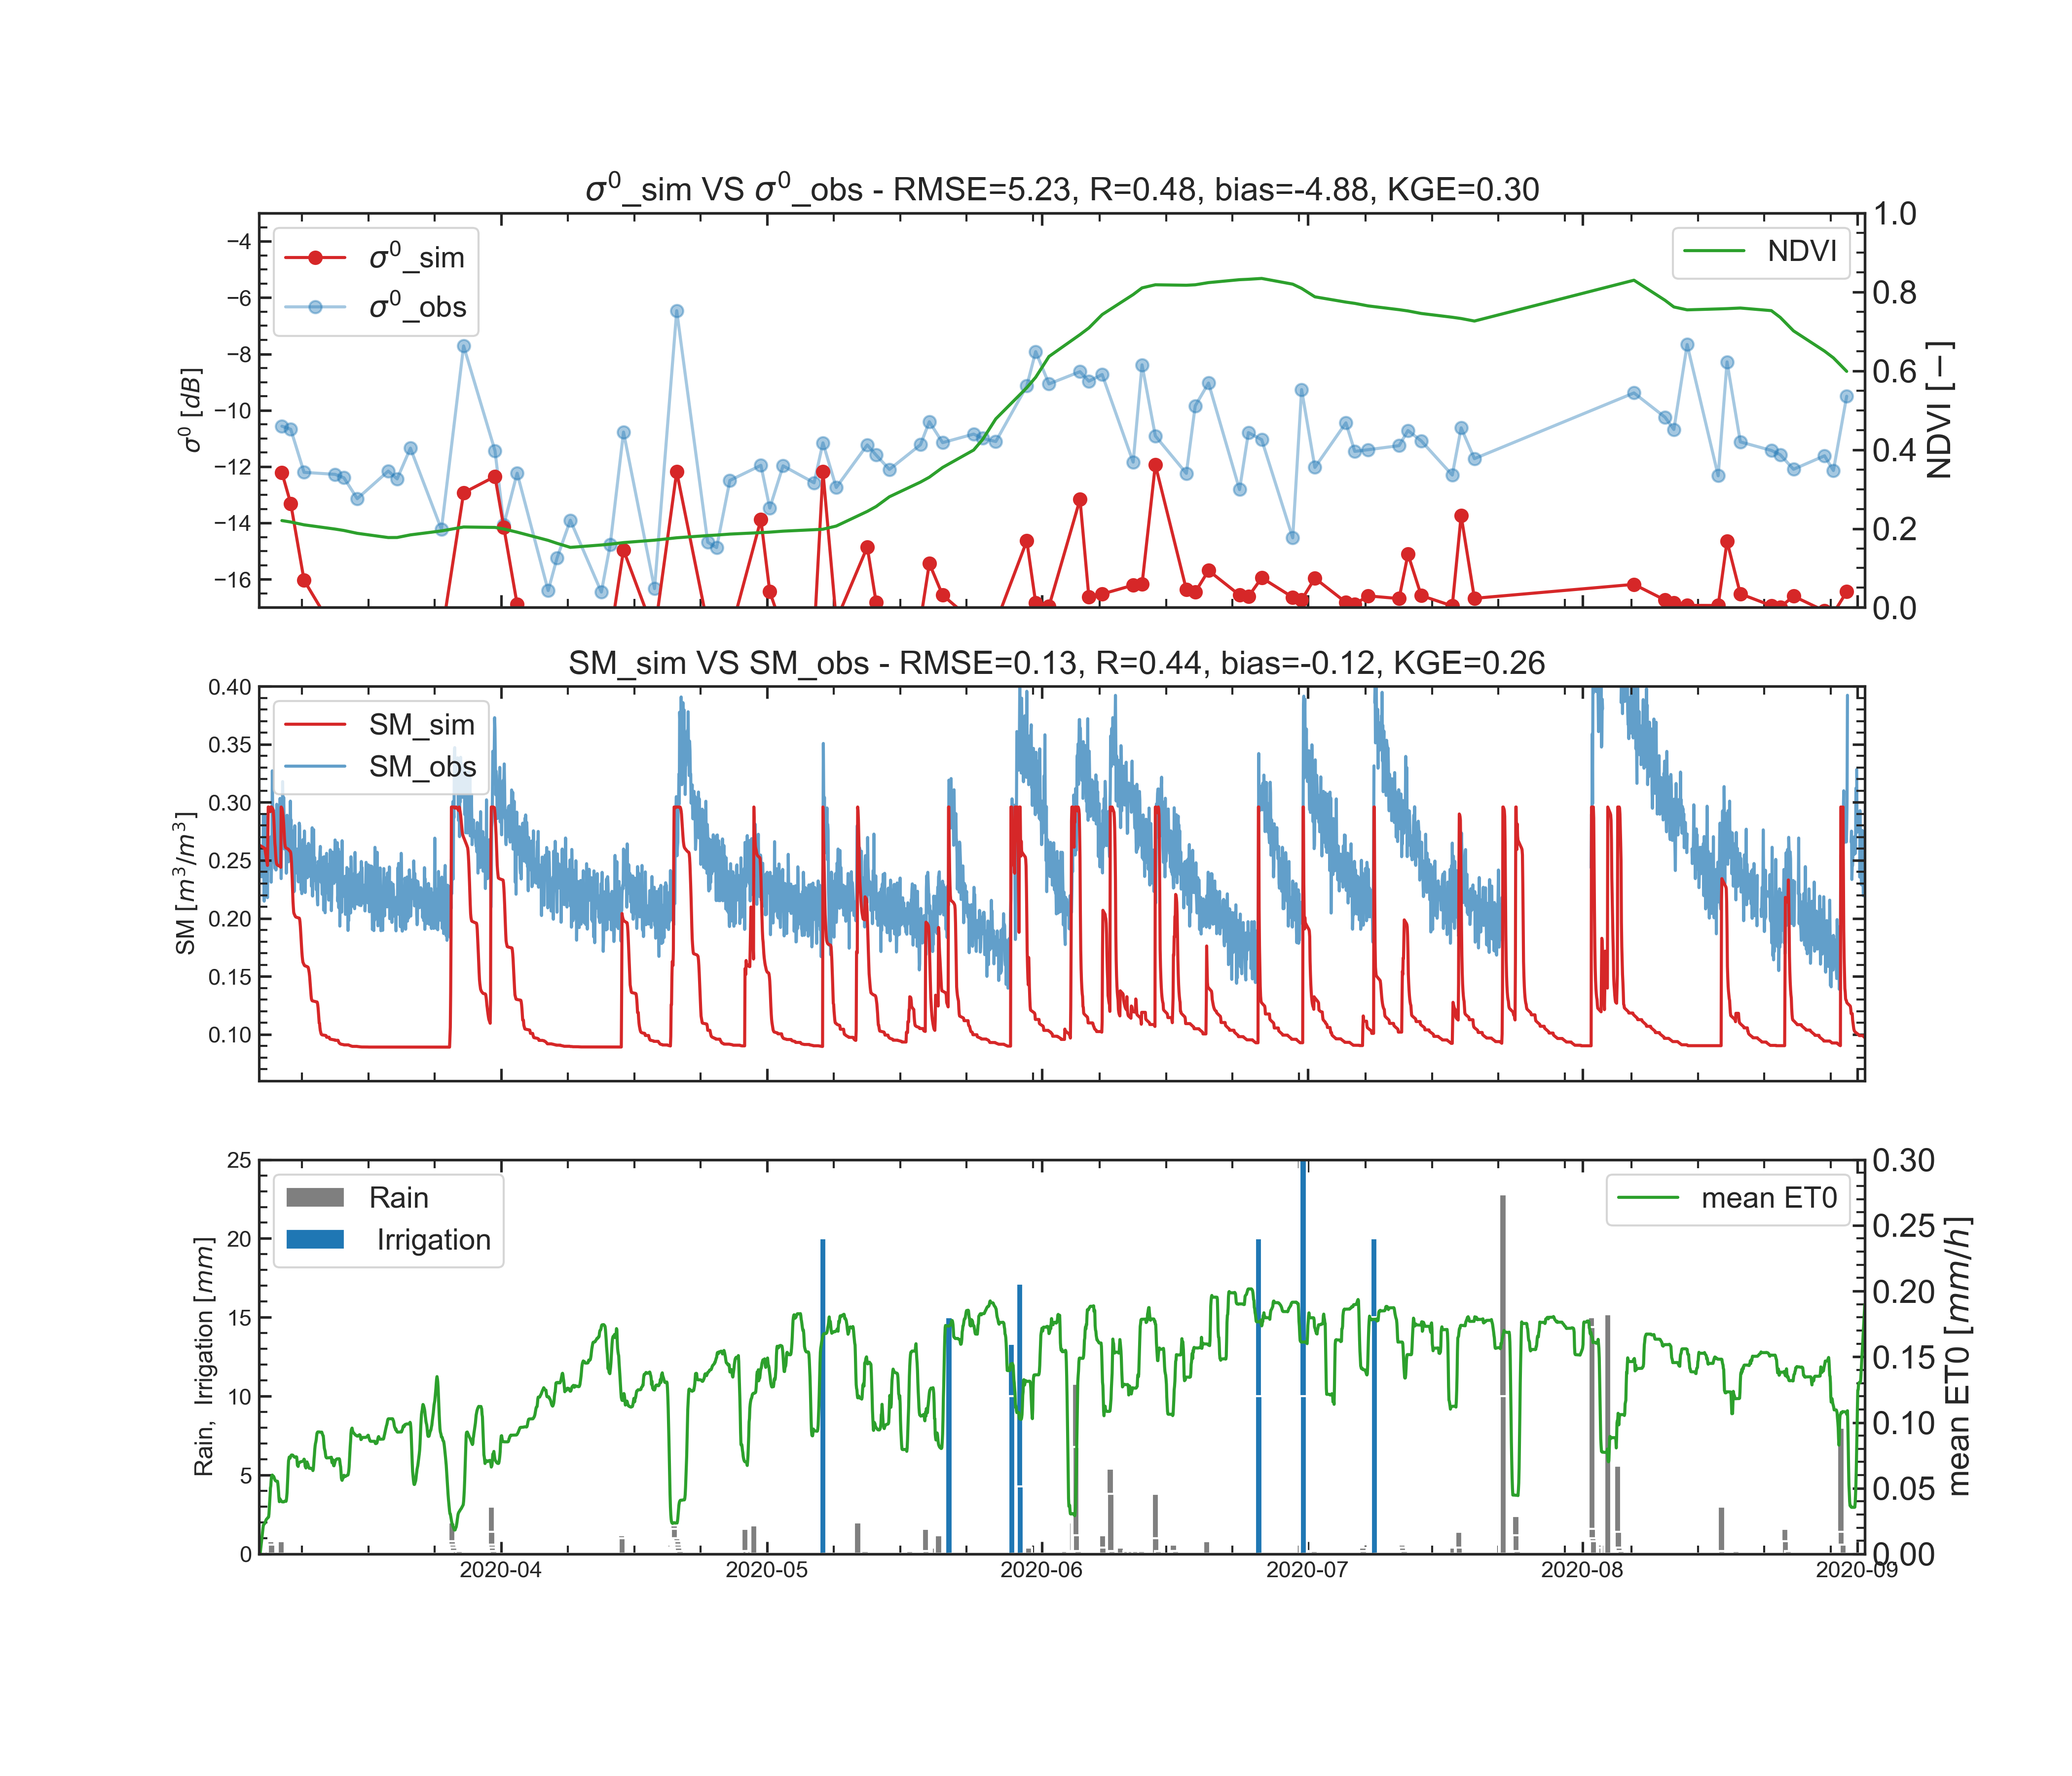 σ⁰_sim VS σ⁰_obs - RMSE=5.23, R=0.48, bias=-4.88, KGE=0.30
σ⁰_sim
σ⁰_obs
NDVI
−4
−6
−8
−10
−12
−14
−16
σ⁰ [dB]
1.0
0.8
0.6
0.4
0.2
0.0
NDVI [−]
SM_sim VS SM_obs - RMSE=0.13, R=0.44, bias=-0.12, KGE=0.26
SM_sim
SM_obs
0.40
0.35
0.30
0.25
0.20
0.15
0.10
SM [m³/m³]
Rain
Irrigation
mean ET0
25
20
15
10
5
0
Rain, Irrigation [mm]
0.30
0.25
0.20
0.15
0.10
0.05
0.00
mean ET0 [mm/h]
2020-04
2020-05
2020-06
2020-07
2020-08
2020-09